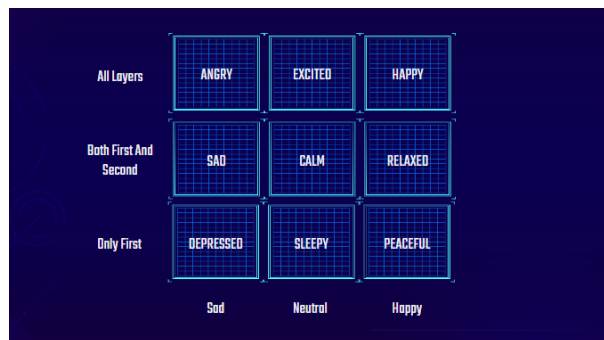 All Layers
ANGRY
EXCITED
HAPPY
Both First And
Second
SAD
CALM
RELAXED
Only First
DEPRESSED
SLEEPY
PEACEFUL
Sad
Neutral
Happy